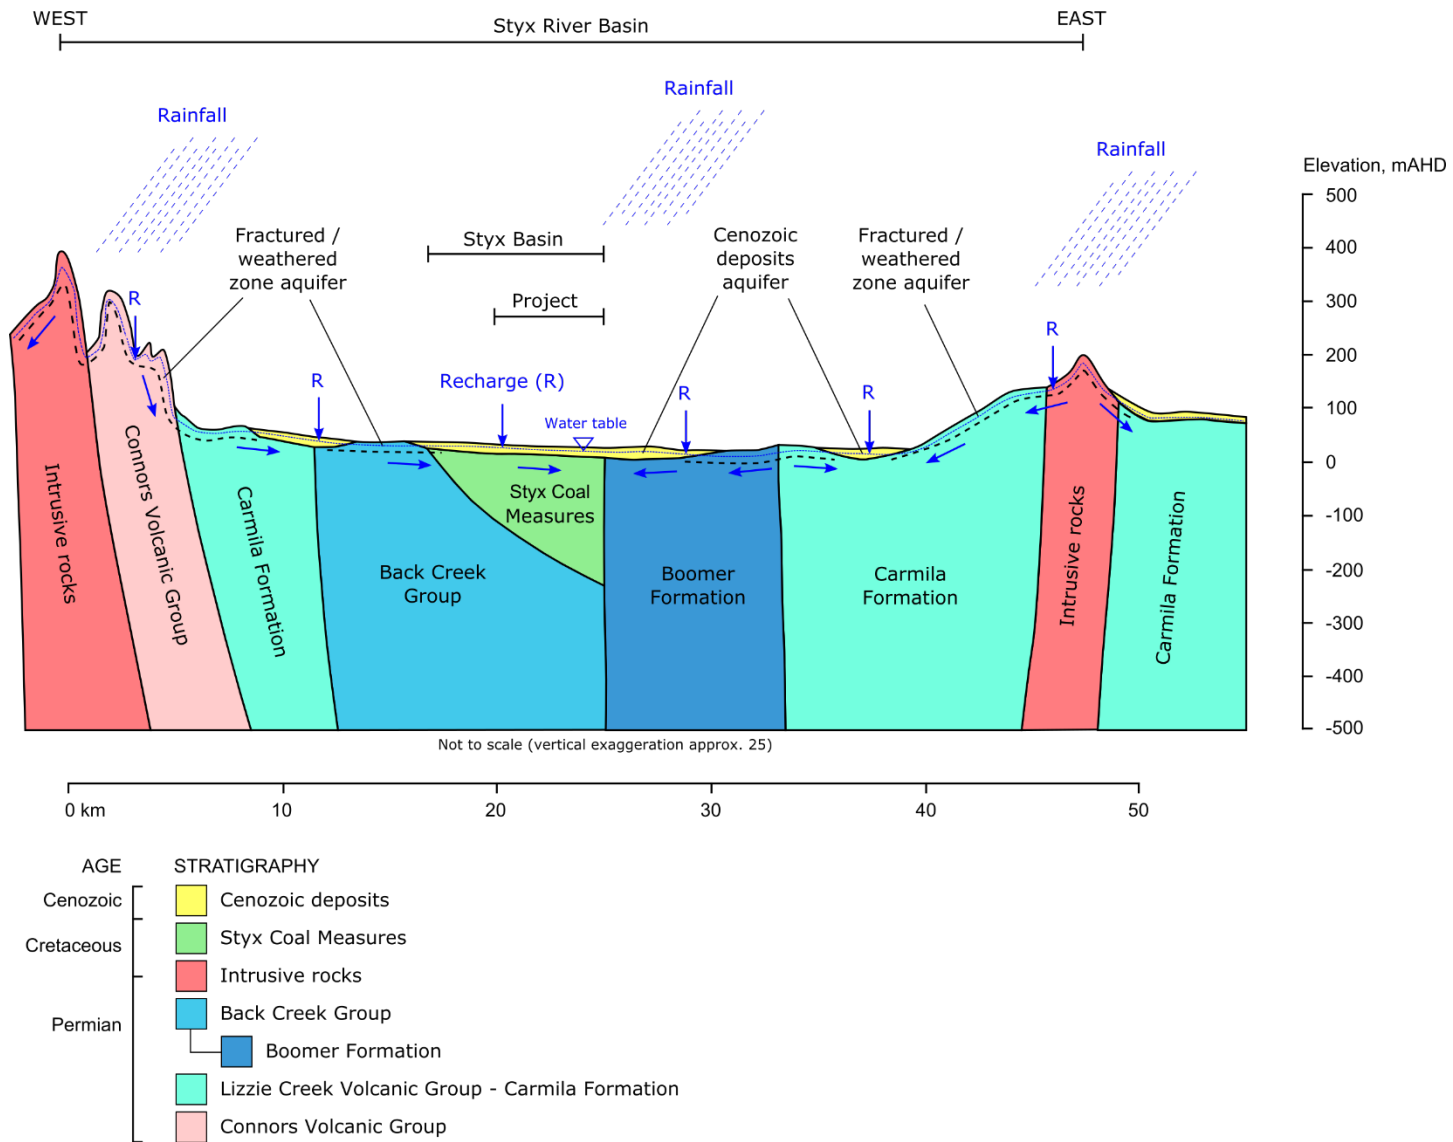 WEST
EAST
Styx River Basin
Rainfall
Rainfall
Rainfall
Elevation, mAHD
500
400
300
200
100
0
-100
-200
-300
-400
-500
Fractured /
weathered
zone aquifer
Styx Basin
Project
Cenozoic
deposits
aquifer
Fractured /
weathered
zone aquifer
R
R
Recharge (R)
Water table
R
R
R
Intrusive rocks
Connors Volcanic Group
Carmila Formation
Back Creek
Group
Styx Coal
Measures
Boomer
Formation
Carmila
Formation
Intrusive rocks
Carmila Formation
Not to scale (vertical exaggeration approx. 25)
0 km
10
20
30
40
50
AGE
STRATIGRAPHY
Cenozoic
Cenozoic deposits
Cretaceous
Styx Coal Measures
Intrusive rocks
Permian
Back Creek Group
Boomer Formation
Lizzie Creek Volcanic Group - Carmila Formation
Connors Volcanic Group